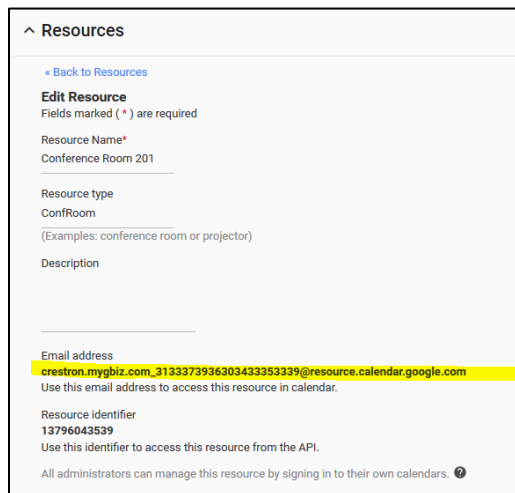 Resources
« Back to Resources
Edit Resource
Fields marked ( * ) are required
Resource Name*
Conference Room 201
Resource type
ConfRoom
(Examples: conference room or projector)
Description
Email address
crestron.mygbiz.com_3133373936303433353339@resource.calendar.google.com
Use this email address to access this resource in calendar.
Resource identifier
13796043539
Use this identifier to access this resource from the API.
All administrators can manage this resource by signing in to their own calendars. ?